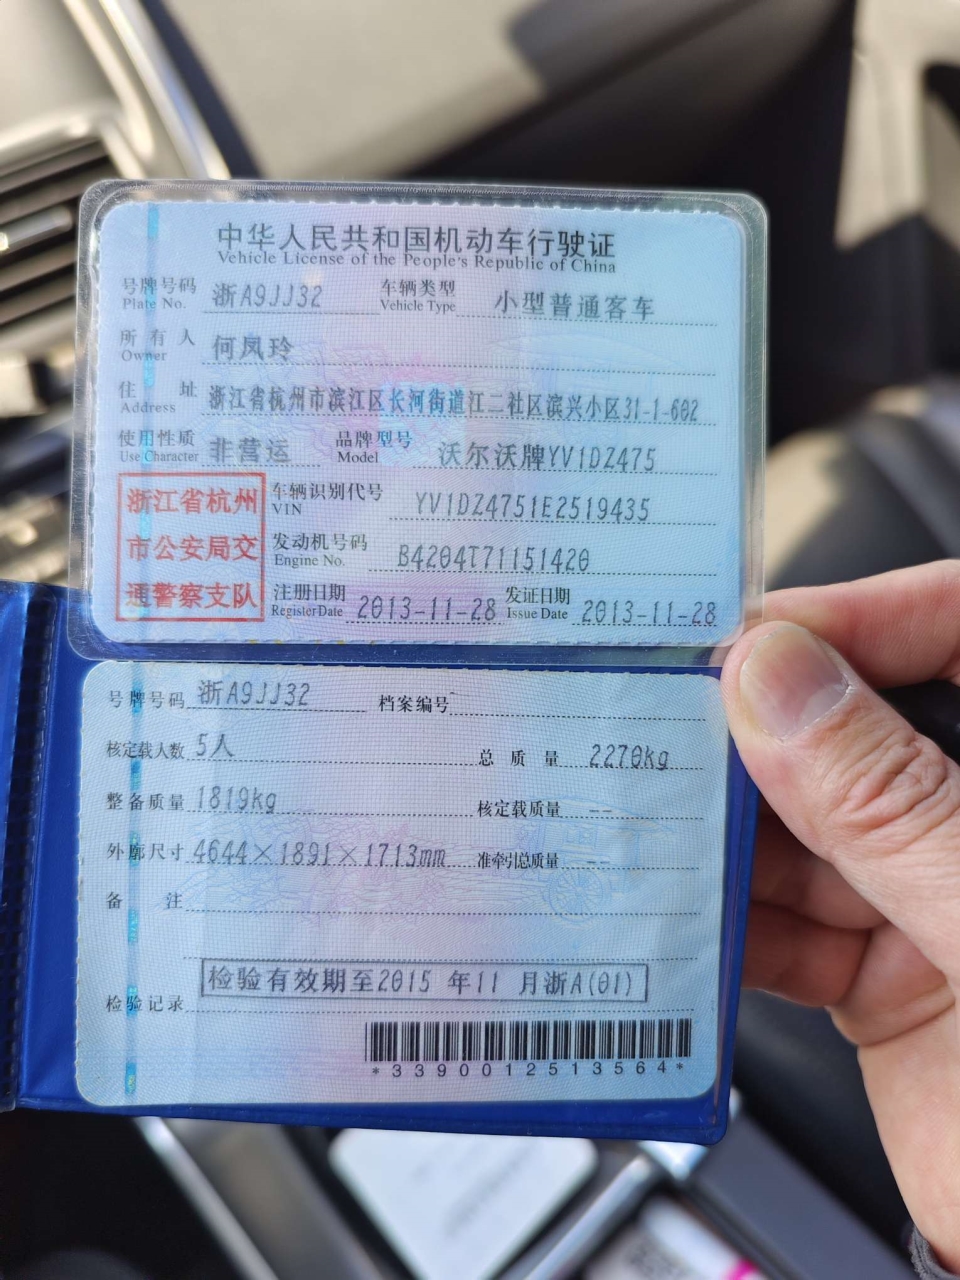 中华人民共和国机动车行驶证
Vehicle License of the People's Republic of China
号牌号码 浙A9JJ32 车辆类型 小型普通客车
Plate No. Vehicle Type
所有人 何凤玲
Owner
住址 浙江省杭州市滨江区长河街道江二社区滨兴小区31-1-602
Address
使用性质 非营运 品牌型号 沃尔沃牌YV1DZ475
Use Character Model
浙江省杭州
市公安局交
通警察支队
车辆识别代号 YV1DZ4751E2519435
VIN
发动机号码 B4204T71151420
Engine No.
注册日期 2013-11-28 发证日期 2013-11-28
Register Date Issue Date
号牌号码 浙A9JJ32 档案编号
核定载人数 5人 总质量 2270kg
整备质量 1819kg 核定载质量 --
外廓尺寸 4644×1891×1713mm 准牵引总质量 --
备注
检验有效期至2015 年11 月浙A(01)
检验记录
*3390012513564*